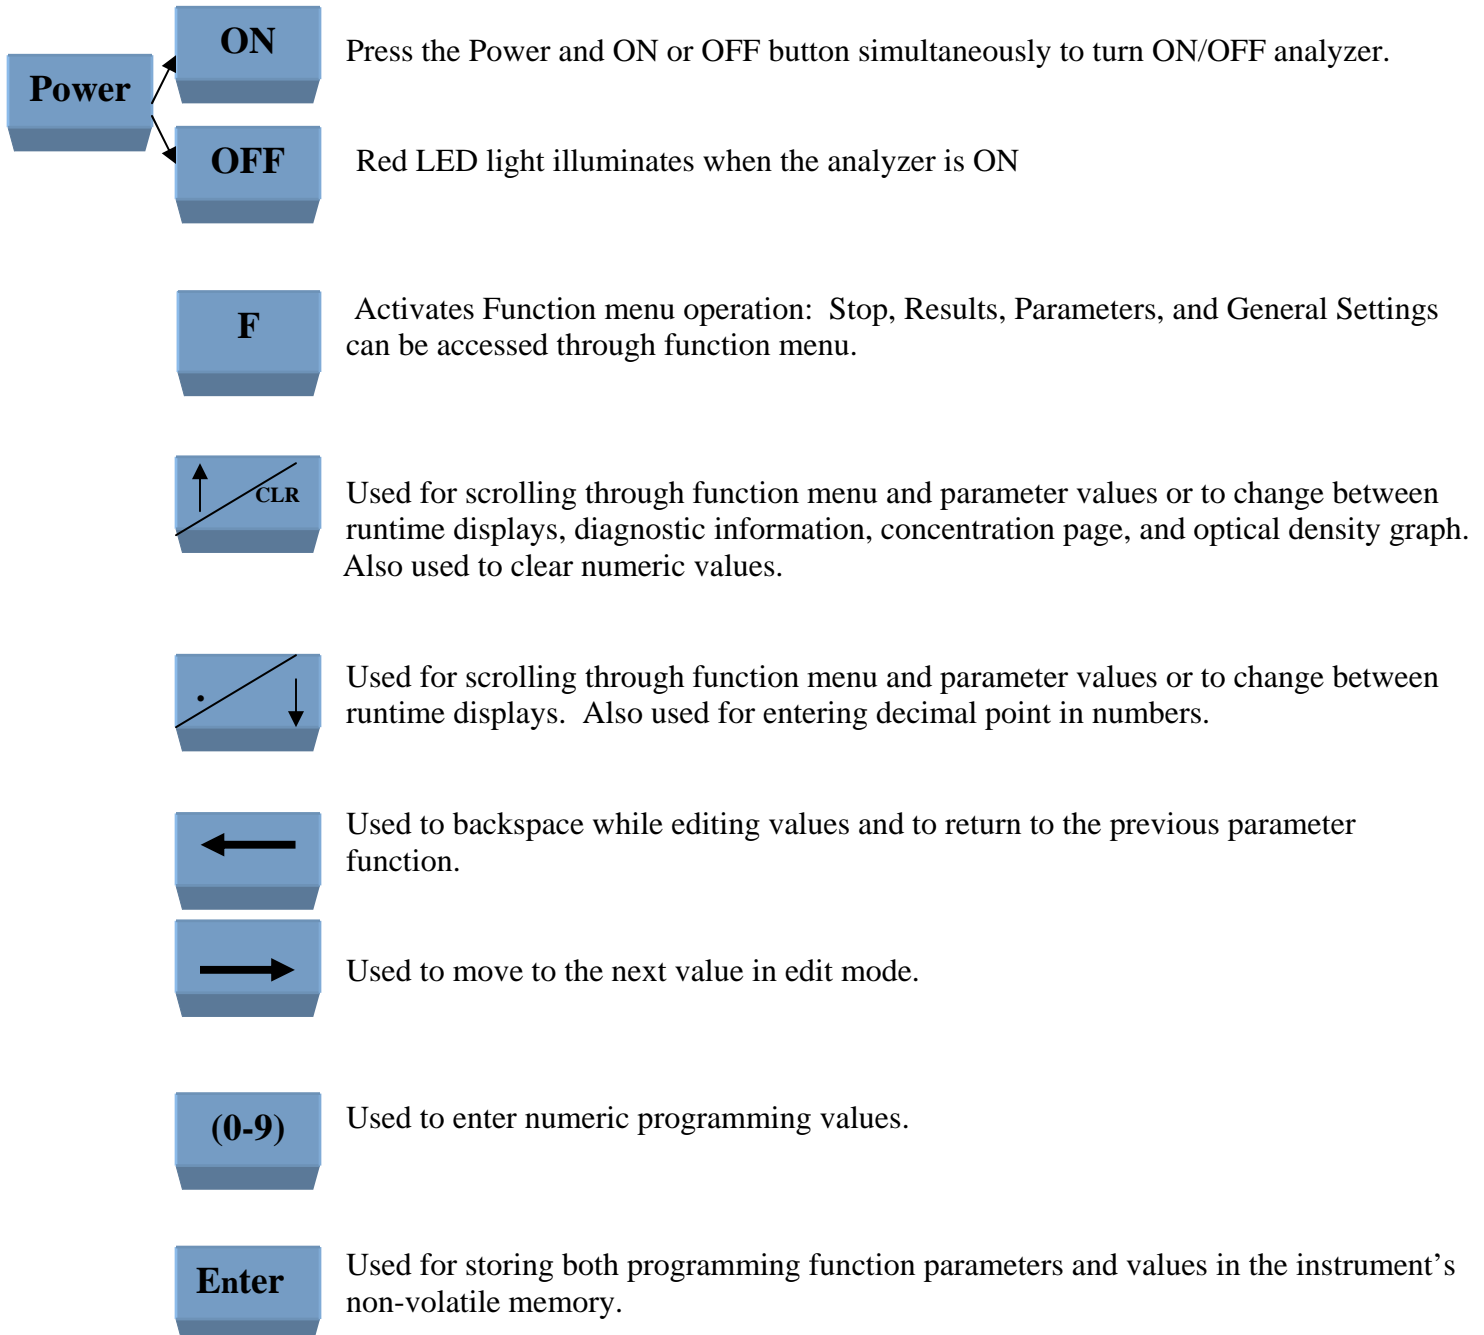 ON
Press the Power and ON or OFF button simultaneously to turn ON/OFF analyzer.
Power
OFF
Red LED light illuminates when the analyzer is ON
F
Activates Function menu operation:  Stop, Results, Parameters, and General Settings
can be accessed through function menu.
CLR
Used for scrolling through function menu and parameter values or to change between
runtime displays, diagnostic information, concentration page, and optical density graph.
Also used to clear numeric values.
.
Used for scrolling through function menu and parameter values or to change between
runtime displays.  Also used for entering decimal point in numbers.
Used to backspace while editing values and to return to the previous parameter
function.
Used to move to the next value in edit mode.
(0-9)
Used to enter numeric programming values.
Enter
Used for storing both programming function parameters and values in the instrument’s
non-volatile memory.